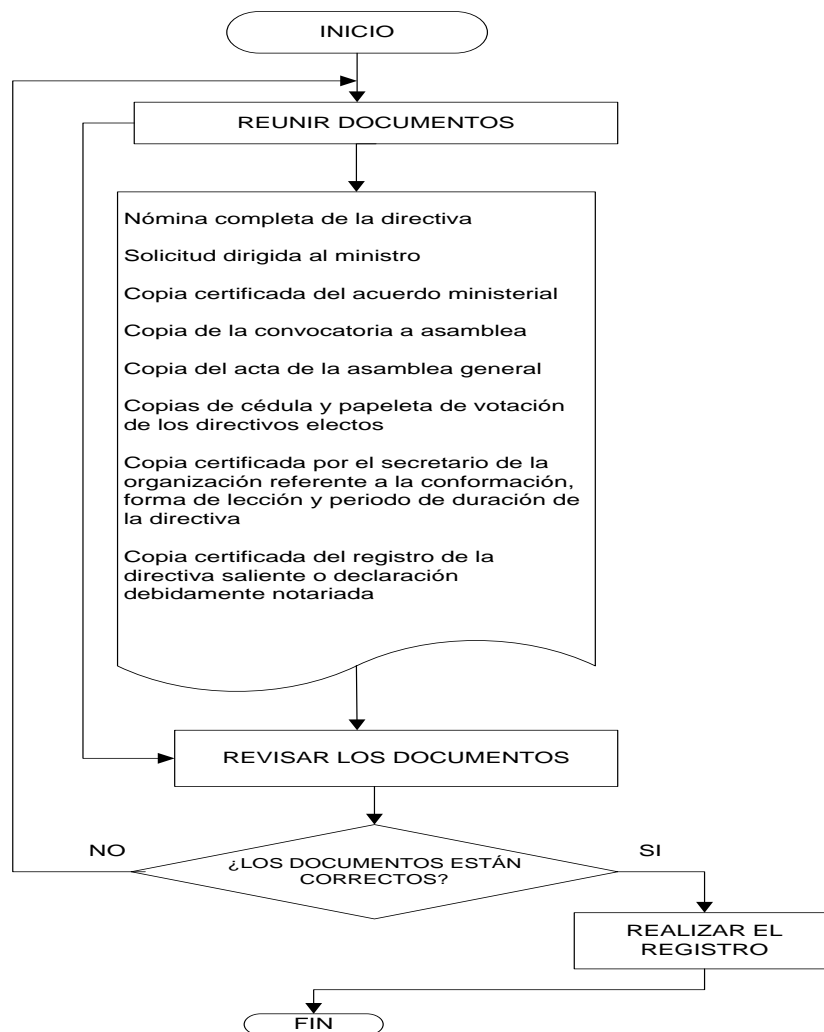 INICIO
REUNIR DOCUMENTOS
Nómina completa de la directiva
Solicitud dirigida al ministro
Copia certificada del acuerdo ministerial
Copia de la convocatoria a asamblea
Copia del acta de la asamblea general
Copias de cédula y papeleta de votación
de los directivos electos
Copia certificada por el secretario de la
organización referente a la conformación,
forma de lección y periodo de duración de
la directiva
Copia certificada del registro de la
directiva saliente o declaración
debidamente notariada
REVISAR LOS DOCUMENTOS
NO
¿LOS DOCUMENTOS ESTÁN
CORRECTOS?
SI
REALIZAR EL
REGISTRO
FIN